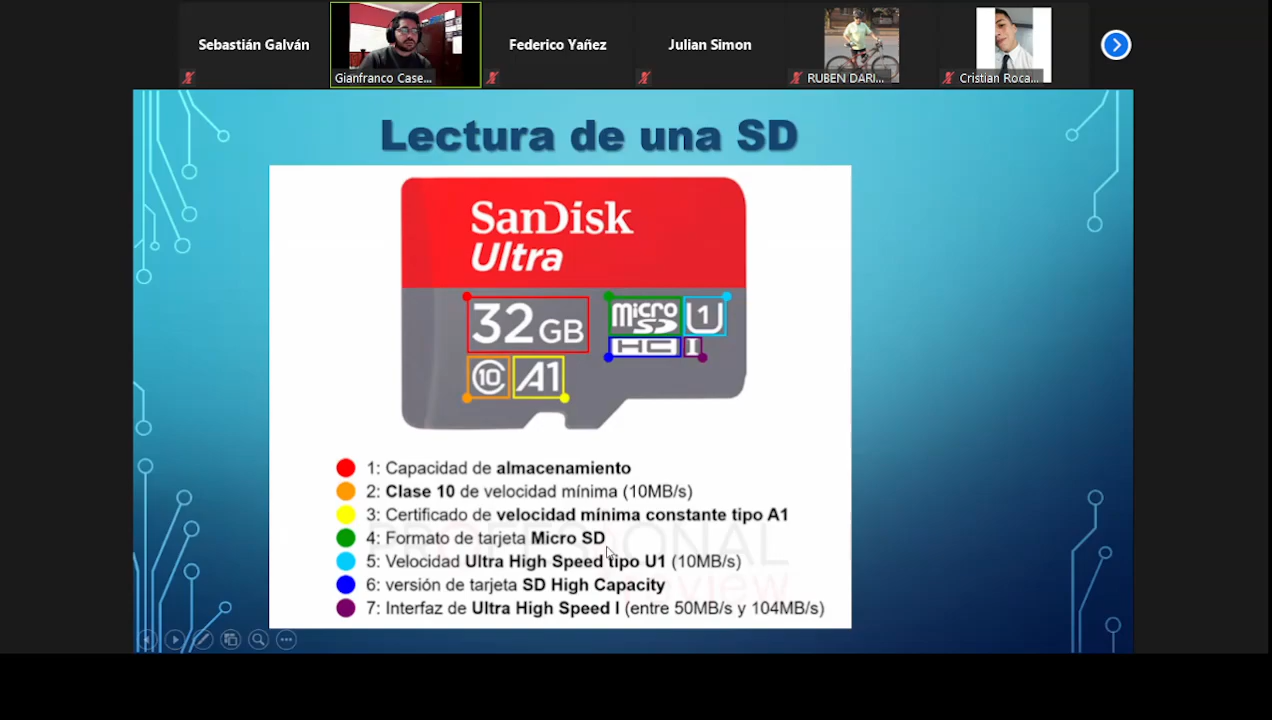 Sebastián Galván
Gianfranco Case...
Federico Yañez
Julian Simon
RUBEN DARI...
Cristian Roca...
Lectura de una SD
SanDisk
Ultra
32GB
micro SD
U1
HC I
10
A1
1: Capacidad de almacenamiento
2: Clase 10 de velocidad mínima (10MB/s)
3: Certificado de velocidad mínima constante tipo A1
4: Formato de tarjeta Micro SD
5: Velocidad Ultra High Speed tipo U1 (10MB/s)
6: versión de tarjeta SD High Capacity
7: Interfaz de Ultra High Speed I (entre 50MB/s y 104MB/s)
PROFESSIONAL
review